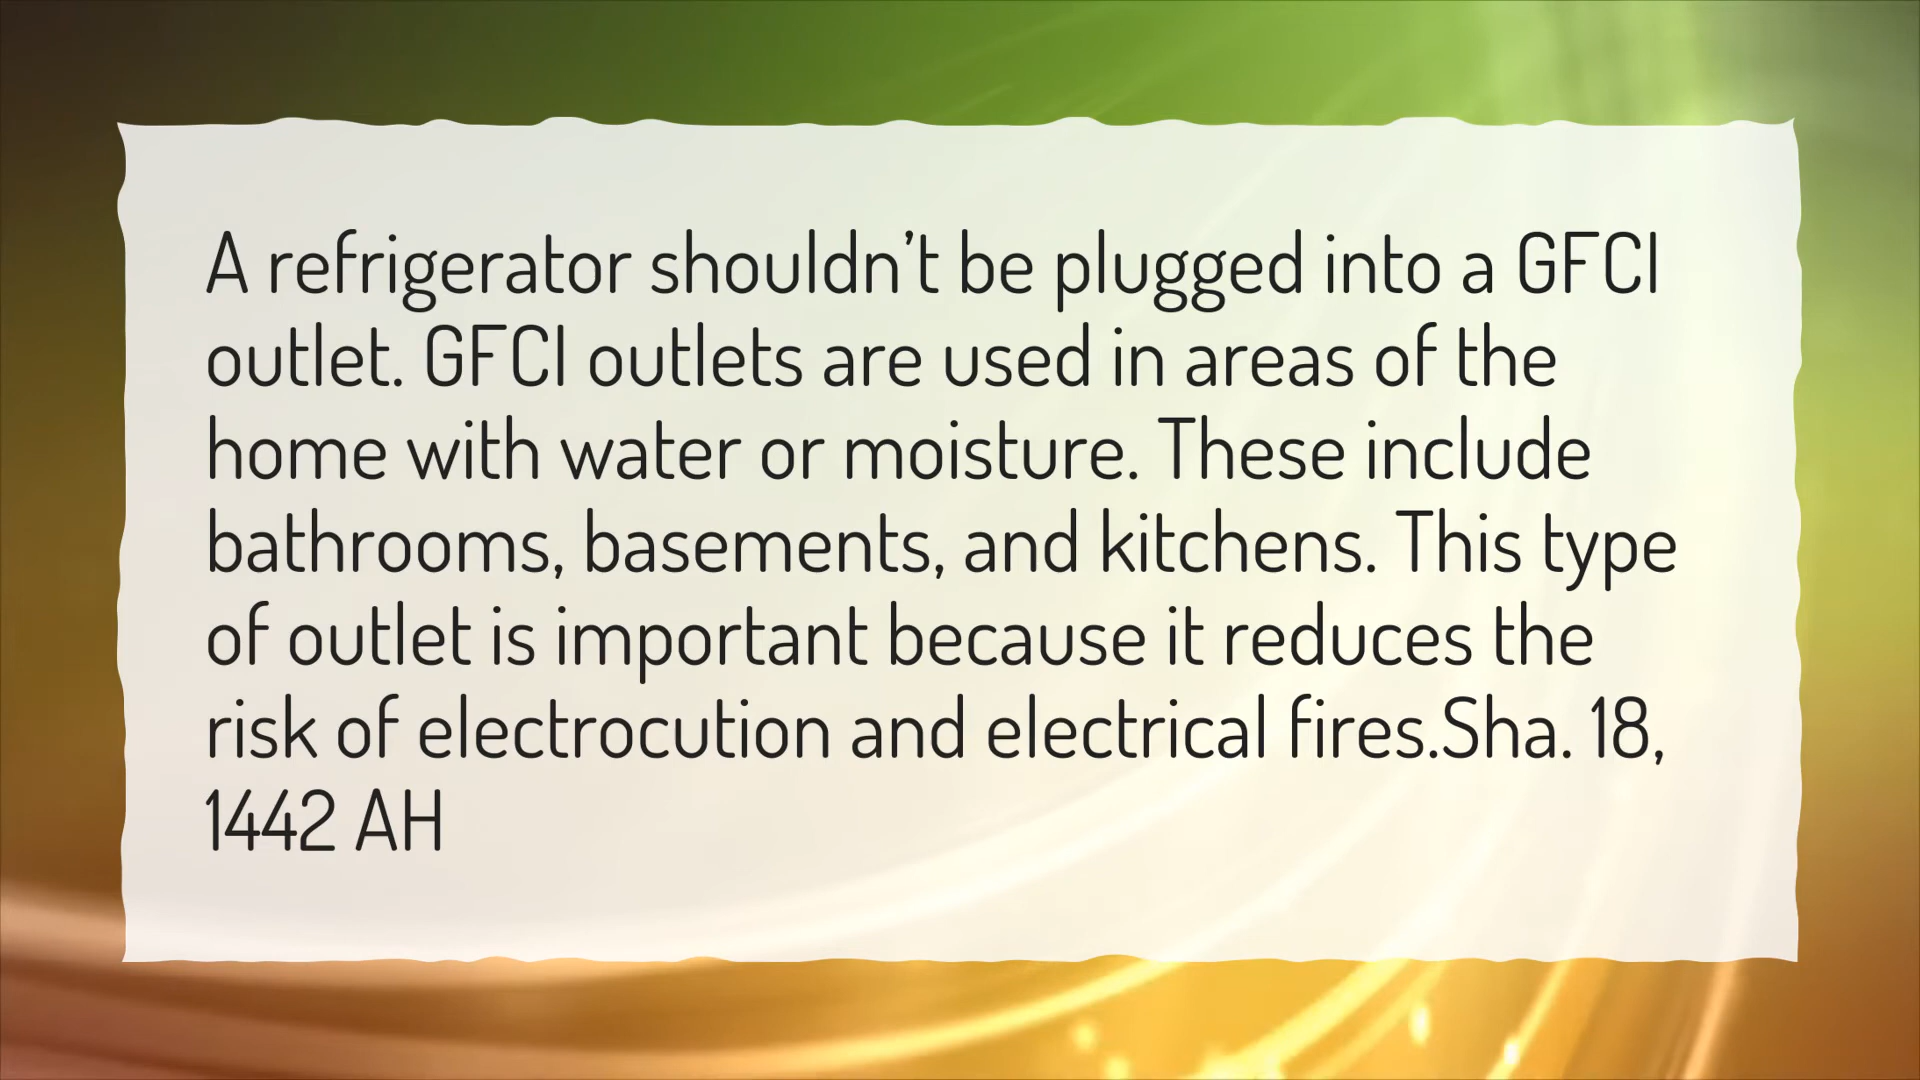 A refrigerator shouldn't be plugged into a GFCI
outlet. GFCI outlets are used in areas of the
home with water or moisture. These include
bathrooms, basements, and kitchens. This type
of outlet is important because it reduces the
risk of electrocution and electrical fires.Sha. 18,
1442 AH